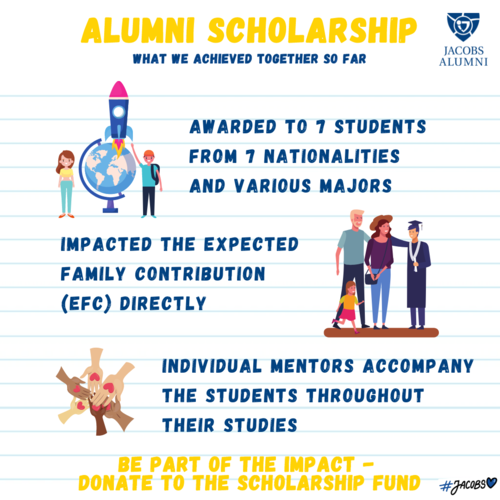 ALUMNI SCHOLARSHIP
WHAT WE ACHIEVED TOGETHER SO FAR
JACOBS
ALUMNI
AWARDED TO 7 STUDENTS
FROM 7 NATIONALITIES
AND VARIOUS MAJORS
IMPACTED THE EXPECTED
FAMILY CONTRIBUTION
(EFC) DIRECTLY
INDIVIDUAL MENTORS ACCOMPANY
THE STUDENTS THROUGHOUT
THEIR STUDIES
BE PART OF THE IMPACT –
DONATE TO THE SCHOLARSHIP FUND
#JACOBS